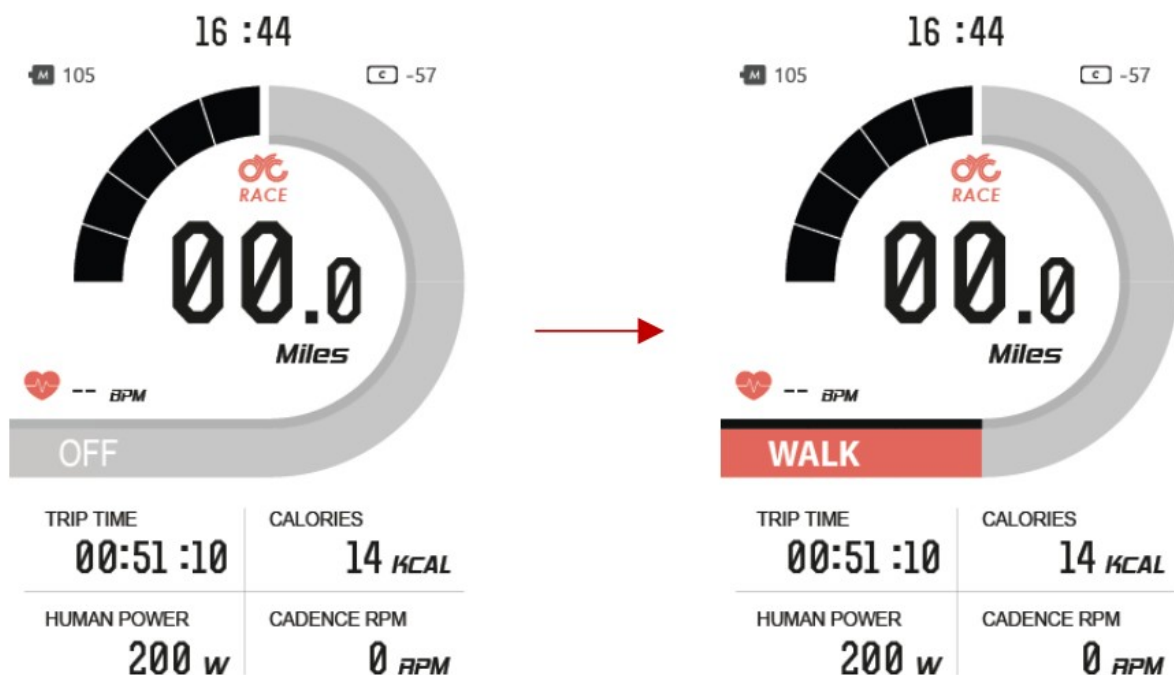 16 :44
M 105
C -57
RACE
00.0
Miles
-- BPM
OFF
TRIP TIME
CALORIES
00:51 :10
14 KCAL
HUMAN POWER
CADENCE RPM
200 W
0 RPM
16 :44
M 105
C -57
RACE
00.0
Miles
-- BPM
WALK
TRIP TIME
CALORIES
00:51 :10
14 KCAL
HUMAN POWER
CADENCE RPM
200 W
0 RPM